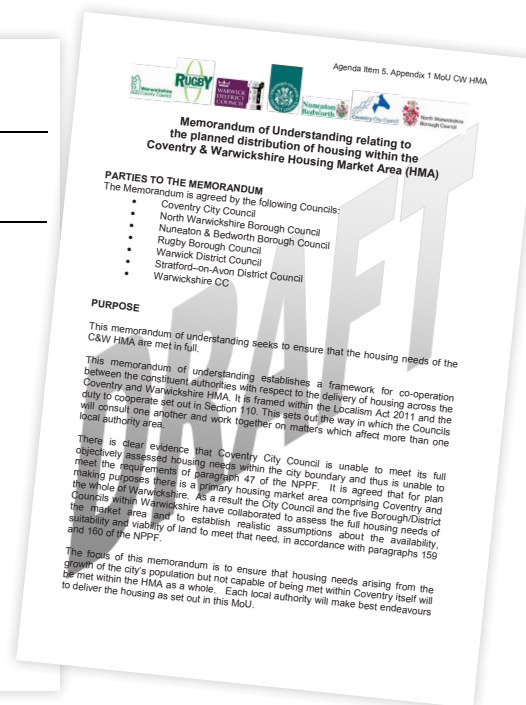 Agenda Item 5, Appendix 1 MoU CW HMA
Warwickshire
County Council
RUGBY
WARWICK
DISTRICT
COUNCIL
Nuneaton
Bedworth
Coventry City Council
North Warwickshire
Borough Council
Memorandum of Understanding relating to
the planned distribution of housing within the
Coventry & Warwickshire Housing Market Area (HMA)
PARTIES TO THE MEMORANDUM
The Memorandum is agreed by the following Councils:
• Coventry City Council
• North Warwickshire Borough Council
• Nuneaton & Bedworth Borough Council
• Rugby Borough Council
• Warwick District Council
• Stratford–on-Avon District Council
• Warwickshire CC
PURPOSE
This memorandum of understanding seeks to ensure that the housing needs of the
C&W HMA are met in full.
This memorandum of understanding establishes a framework for co-operation
between the constituent authorities with respect to the delivery of housing across the
Coventry and Warwickshire HMA. It is framed within the Localism Act 2011 and the
duty to cooperate set out in Section 110. This sets out the way in which the Councils
will consult one another and work together on matters which affect more than one
local authority area.
There is clear evidence that Coventry City Council is unable to meet its full
objectively assessed housing needs within the city boundary and thus is unable to
meet the requirements of paragraph 47 of the NPPF. It is agreed that for plan
making purposes there is a primary housing market area comprising Coventry and
the whole of Warwickshire. As a result the City Council and the five Borough/District
Councils within Warwickshire have collaborated to assess the full housing needs of
the market area and to establish realistic assumptions about the availability,
suitability and viability of land to meet that need, in accordance with paragraphs 159
and 160 of the NPPF.
The focus of this memorandum is to ensure that housing needs arising from the
growth of the city's population but not capable of being met within Coventry itself will
be met within the HMA as a whole. Each local authority will make best endeavours
to deliver the housing as set out in this MoU.
DRAFT